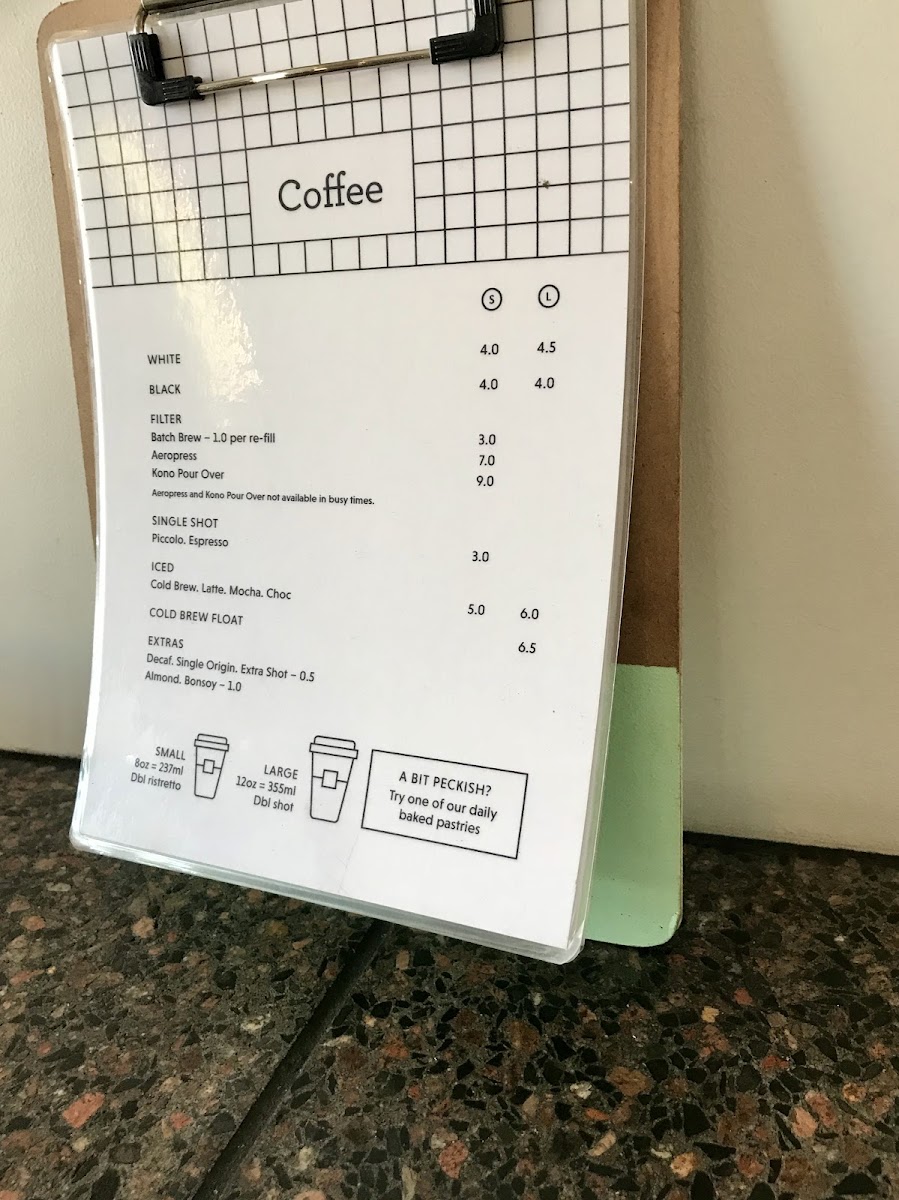 Coffee
S L
WHITE 4.0 4.5
BLACK 4.0 4.0
FILTER
Batch Brew – 1.0 per re-fill 3.0
Aeropress 7.0
Kono Pour Over 9.0
Aeropress and Kono Pour Over not available in busy times.
SINGLE SHOT
Piccolo. Espresso 3.0
ICED
Cold Brew. Latte. Mocha. Choc 5.0 6.0
COLD BREW FLOAT 6.5
EXTRAS
Decaf. Single Origin. Extra Shot – 0.5
Almond. Bonsoy – 1.0
SMALL
8oz = 237ml
Dbl ristretto
LARGE
12oz = 355ml
Dbl shot
A BIT PECKISH?
Try one of our daily
baked pastries